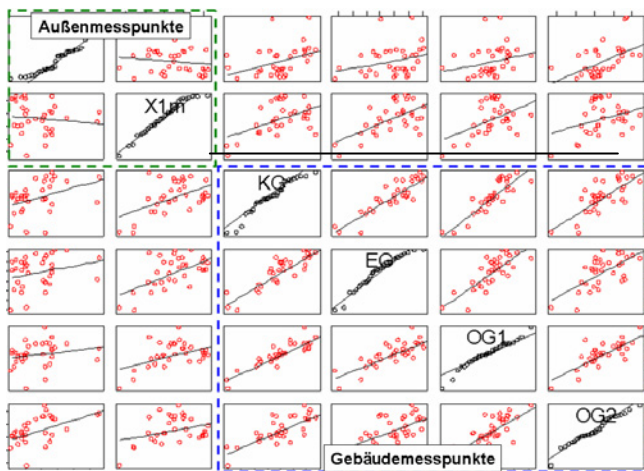 Außenmesspunkte
X1m
KG
EG
OG1
OG2
Gebäudemesspunkte